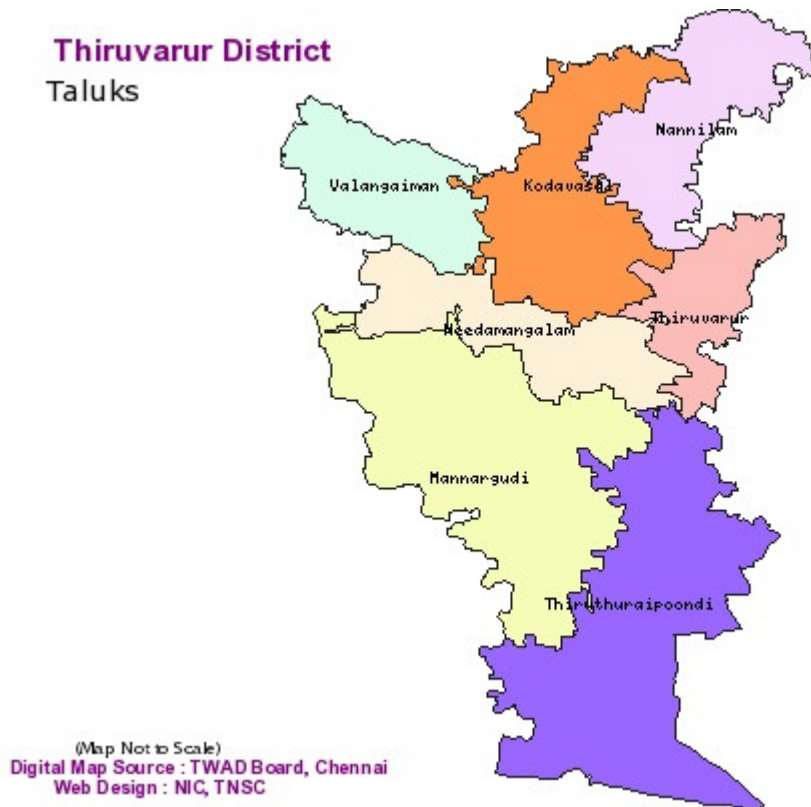 Thiruvarur District
Taluks
Nannilam
Valangaiman
Kodavasal
Thiruvarur
Needamangalam
Mannargudi
Thiruthuraipoondi
(Map Not to Scale)
Digital Map Source : TWAD Board, Chennai
Web Design : NIC, TNSC